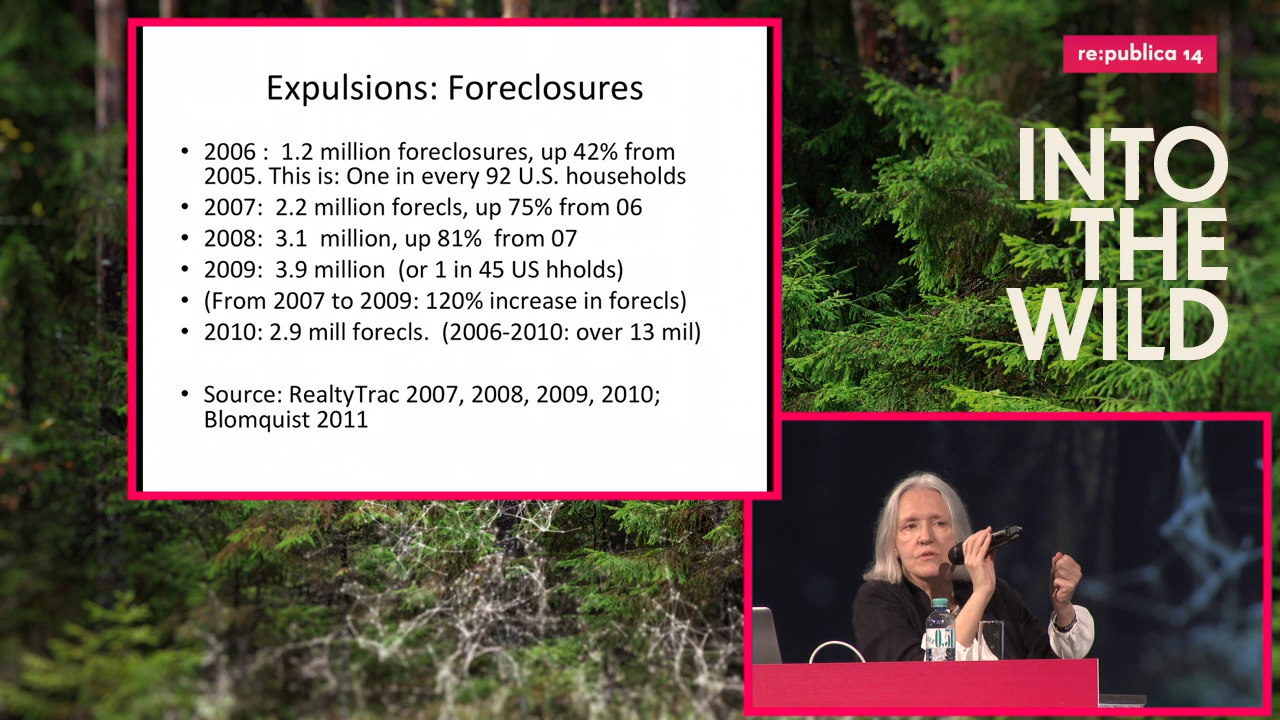 Expulsions: Foreclosures
• 2006 :  1.2 million foreclosures, up 42% from
2005. This is: One in every 92 U.S. households
• 2007:  2.2 million forecls, up 75% from 06
• 2008:  3.1  million, up 81%  from 07
• 2009:  3.9 million  (or 1 in 45 US hholds)
• (From 2007 to 2009: 120% increase in forecls)
• 2010: 2.9 mill forecls.  (2006-2010: over 13 mil)
• Source: RealtyTrac 2007, 2008, 2009, 2010;
Blomquist 2011
re:publica 14
INTO
THE
WILD